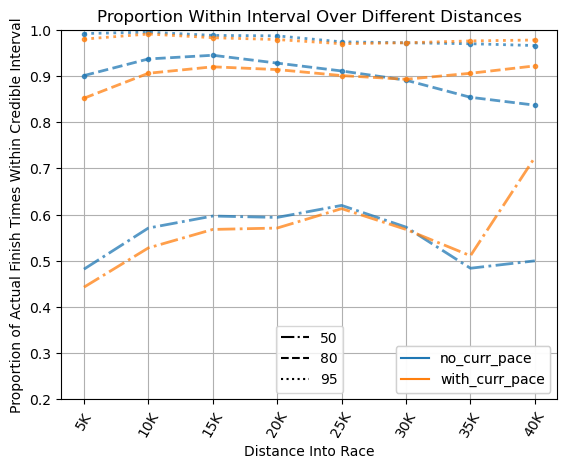 Proportion Within Interval Over Different Distances
Proportion of Actual Finish Times Within Credible Interval
1.0
0.9
0.8
0.7
0.6
0.5
0.4
0.3
0.2
50
80
95
no_curr_pace
with_curr_pace
5K
10K
15K
20K
25K
30K
35K
40K
Distance Into Race